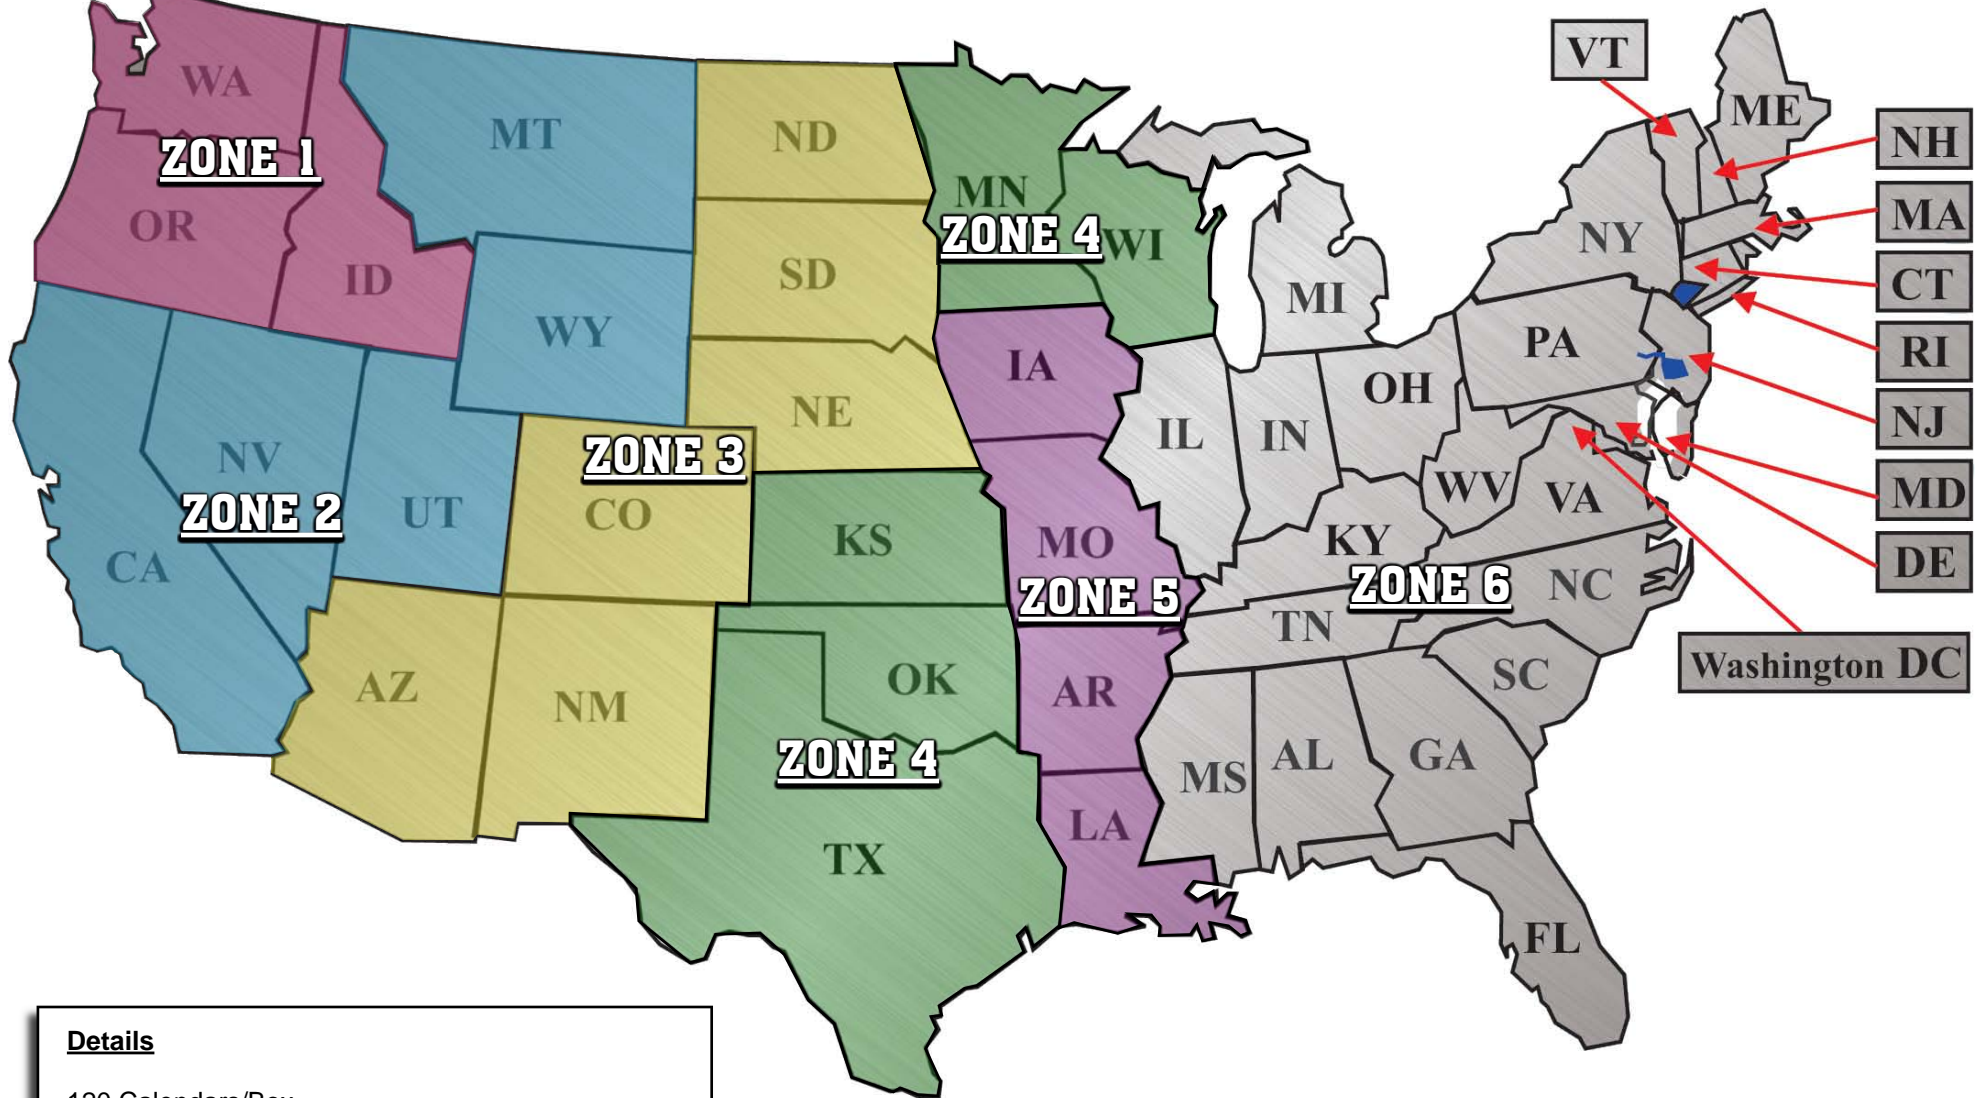 WA
MT
ND
MN
VT
ME
NH
ZONE 1
OR
ID
WY
SD
ZONE 4
WI
MI
NY
MA
CT
RI
NJ
MD
DE
Washington DC
PA
OH
IN
IL
IA
NE
ZONE 3
CO
NV
ZONE 2
UT
CA
KS
MO
ZONE 5
KY
WV
VA
ZONE 6
NC
TN
SC
AZ
NM
OK
AR
ZONE 4
TX
LA
MS
AL
GA
FL
Details
120 Calendars/Box